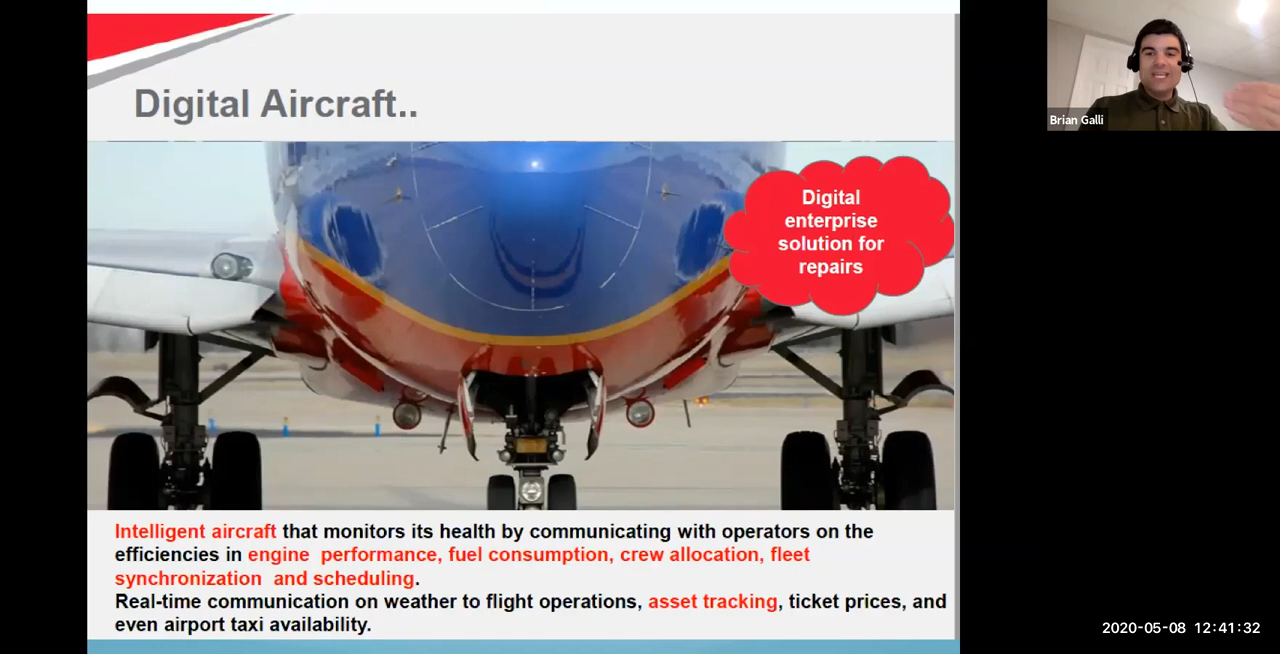 Digital Aircraft..
Digital
enterprise
solution for
repairs
Brian Galli
Intelligent aircraft that monitors its health by communicating with operators on the
efficiencies in engine performance, fuel consumption, crew allocation, fleet
synchronization and scheduling.
Real-time communication on weather to flight operations, asset tracking, ticket prices, and
even airport taxi availability.
2020-05-08 12:41:32